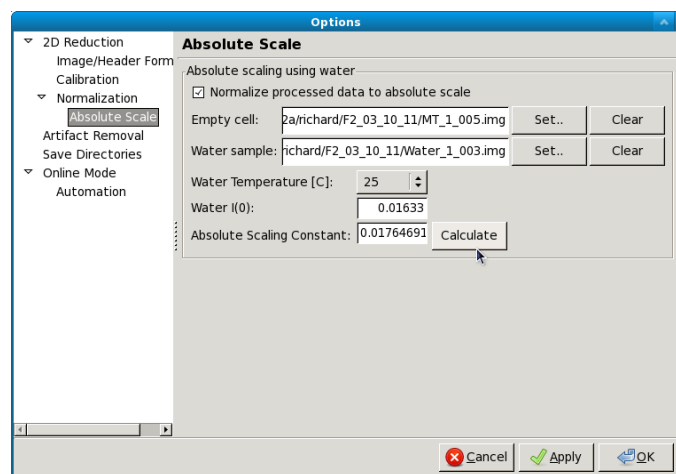 Options
2D Reduction
Image/Header Form
Calibration
Normalization
Absolute Scale
Artifact Removal
Save Directories
Online Mode
Automation
Absolute Scale
Absolute scaling using water
Normalize processed data to absolute scale
Empty cell: 2a/richard/F2_03_10_11/MT_1_005.img Set.. Clear
Water sample: richard/F2_03_10_11/Water_1_003.img Set.. Clear
Water Temperature [C]: 25
Water I(0): 0.01633
Absolute Scaling Constant: 0.01764691 Calculate
Cancel Apply OK